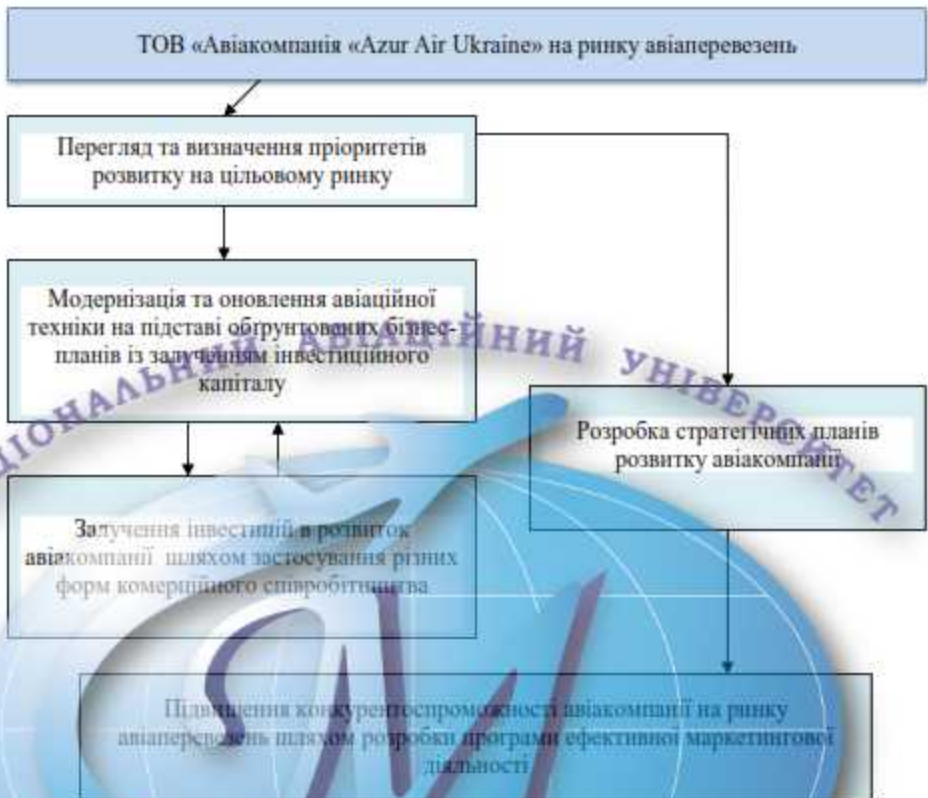 ТОВ «Авіакомпанія «Azur Air Ukraine» на ринку авіаперевезень
Перегляд та визначення пріоритетів
розвитку на цільовому ринку
Модернізація та оновлення авіаційної
техніки на підставі обґрунтованих бізнес-
планів із залученням інвестиційного
капіталу
Розробка стратегічних планів
розвитку авіакомпанії
Залучення інвестицій в розвиток
авіакомпанії шляхом застосування різних
форм комерційного співробітництва
Підвищення конкурентоспроможності авіакомпанії на ринку
авіаперевезень шляхом розробки програми ефективної маркетингової
діяльності
ЦІОНАЛЬНИЙ АВІАЦІЙНИЙ УНІВЕРСИТЕТ